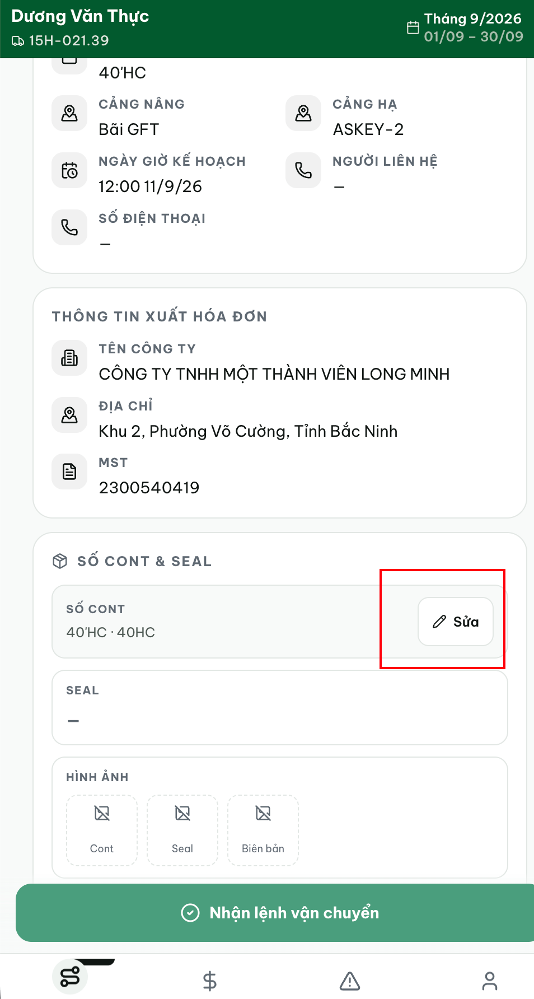 Dương Văn Thực
15H-021.39
Tháng 9/2026
01/09 – 30/09
40'HC
CẢNG NÂNG
Bãi GFT
CẢNG HẠ
ASKEY-2
NGÀY GIỜ KẾ HOẠCH
12:00 11/9/26
NGƯỜI LIÊN HỆ
–
SỐ ĐIỆN THOẠI
–
THÔNG TIN XUẤT HÓA ĐƠN
TÊN CÔNG TY
CÔNG TY TNHH MỘT THÀNH VIÊN LONG MINH
ĐỊA CHỈ
Khu 2, Phường Võ Cường, Tỉnh Bắc Ninh
MST
2300540419
SỐ CONT & SEAL
SỐ CONT
40'HC · 40HC
Sửa
SEAL
–
HÌNH ẢNH
Cont
Seal
Biên bản
Nhận lệnh vận chuyển